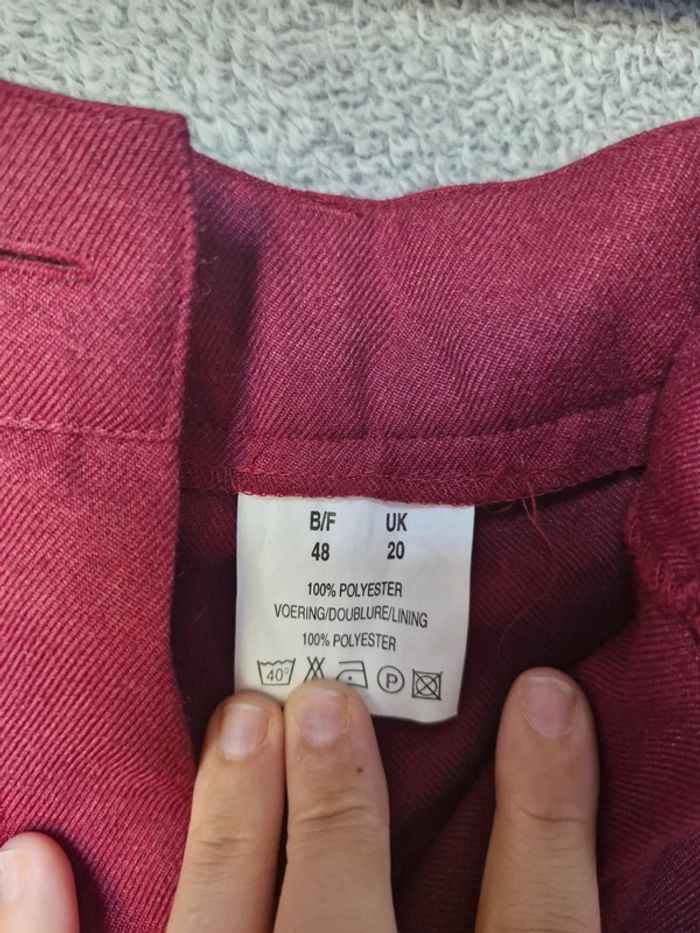 B/F UK
48 20
100% POLYESTER
VOERING/DOUBLURE/LINING
100% POLYESTER
40°
P